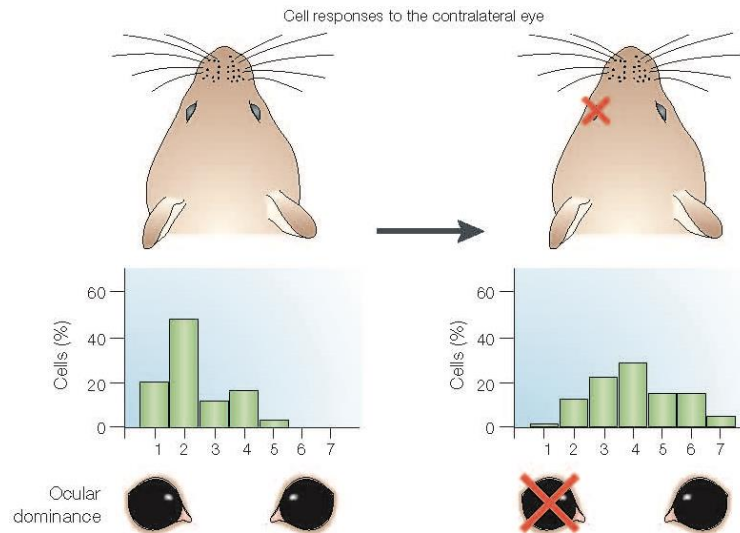 Cell responses to the contralateral eye
60
40
20
0
Cells (%)
1 2 3 4 5 6 7
60
40
20
0
Cells (%)
1 2 3 4 5 6 7
Ocular
dominance